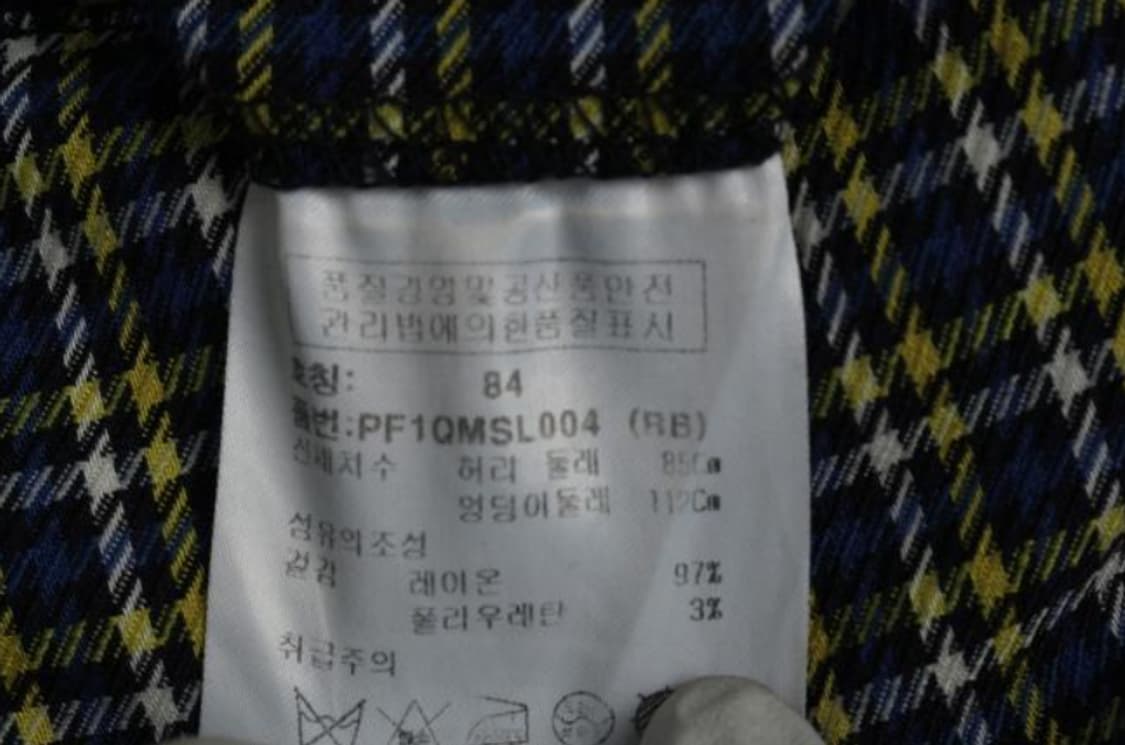 품질경영및공산품안전
관리법에의한품질표시
호칭: 84
품번:PF1QMSL004 (RB)
신체치수 허리 둘레 85Cm
엉덩이둘레 112Cm
섬유의조성
겉감 레이온 97%
폴리우레탄 3%
취급주의